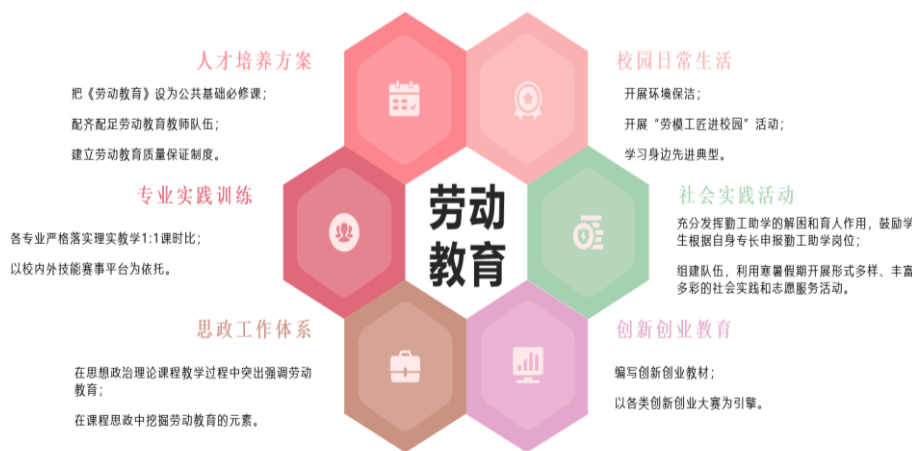 人才培养方案
把《劳动教育》设为公共基础必修课；
配齐配足劳动教育教师队伍；
建立劳动教育质量保证制度。
校园日常生活
开展环境保洁；
开展“劳模工匠进校园”活动；
学习身边先进典型。
专业实践训练
各专业严格落实理实教学1:1课时比；
以校内外技能赛事平台为依托。
劳动
教育
社会实践活动
充分发挥勤工助学的解困和育人作用，鼓励学
生根据自身专长申报勤工助学岗位；
组建队伍，利用寒暑假期开展形式多样、丰富
多彩的社会实践和志愿服务活动。
思政工作体系
在思想政治理论课程教学过程中突出强调劳动
教育；
在课程思政中挖掘劳动教育的元素。
创新创业教育
编写创新创业教材；
以各类创新创业大赛为引擎。